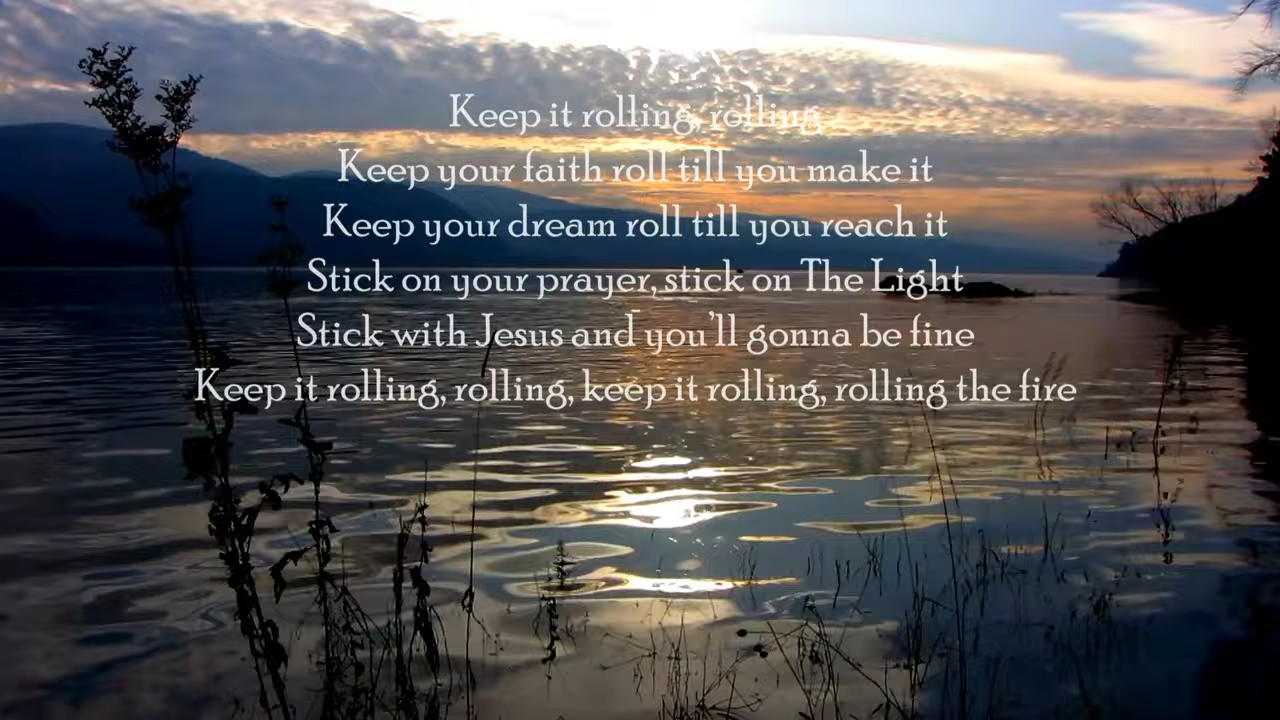 Keep it rolling, rolling
Keep your faith roll till you make it
Keep your dream roll till you reach it
Stick on your prayer, stick on The Light
Stick with Jesus and you'll gonna be fine
Keep it rolling, rolling, keep it rolling, rolling the fire